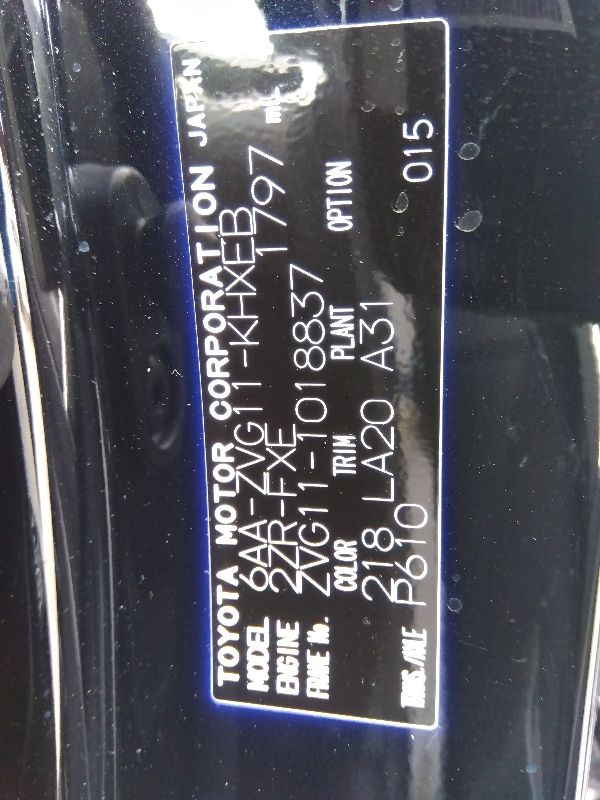 TOYOTA MOTOR CORPORATION JAPAN
MODEL 6AA-ZVG11-KHXEB
ENGINE 2ZR-FXE 1797 mL
FRAME No. ZVG11-1018837
COLOR TRIM PLANT OPTION
218 LA20 A31
TRANS./AXLE P610 015